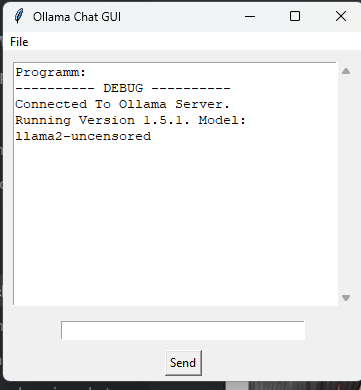 Ollama Chat GUI
File
Programm:
---------- DEBUG ----------
Connected To Ollama Server.
Running Version 1.5.1. Model:
llama2-uncensored
Send